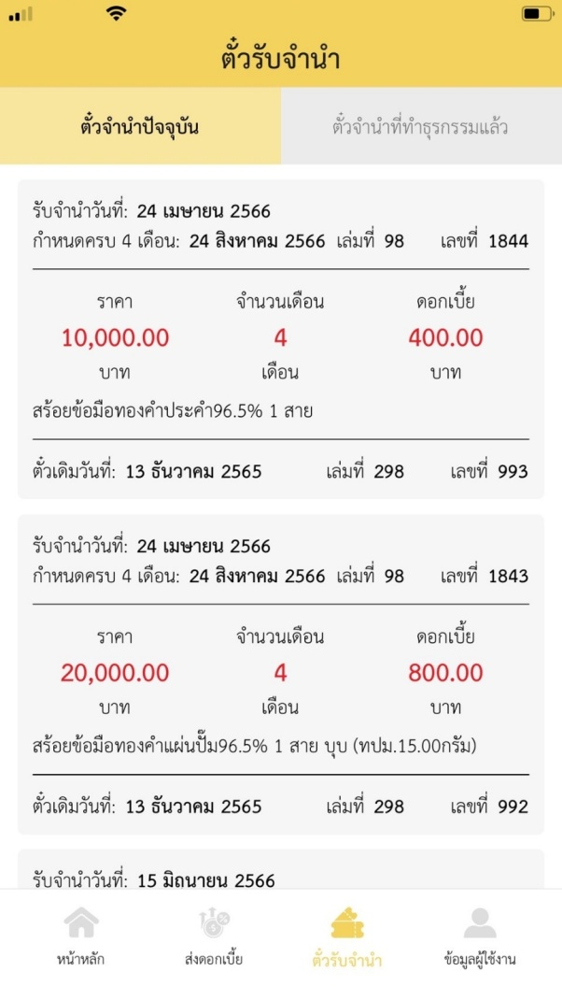 ตั๋วรับจำนำ
ตั๋วจำนำปัจจุบัน ตั๋วจำนำที่ทำธุรกรรมแล้ว
รับจำนำวันที่: 24 เมษายน 2566
กำหนดครบ 4 เดือน: 24 สิงหาคม 2566 เล่มที่ 98 เลขที่ 1844
ราคา จำนวนเดือน ดอกเบี้ย
10,000.00 4 400.00
บาท เดือน บาท
สร้อยข้อมือทองคำประคำ96.5% 1 สาย
ตั๋วเดิมวันที่: 13 ธันวาคม 2565 เล่มที่ 298 เลขที่ 993
รับจำนำวันที่: 24 เมษายน 2566
กำหนดครบ 4 เดือน: 24 สิงหาคม 2566 เล่มที่ 98 เลขที่ 1843
ราคา จำนวนเดือน ดอกเบี้ย
20,000.00 4 800.00
บาท เดือน บาท
สร้อยข้อมือทองคำแผ่นปั๊ม96.5% 1 สาย บุบ (ทปม.15.00กรัม)
ตั๋วเดิมวันที่: 13 ธันวาคม 2565 เล่มที่ 298 เลขที่ 992
รับจำนำวันที่: 15 มิถุนายน 2566
หน้าหลัก ส่งดอกเบี้ย ตั๋วรับจำนำ ข้อมูลผู้ใช้งาน